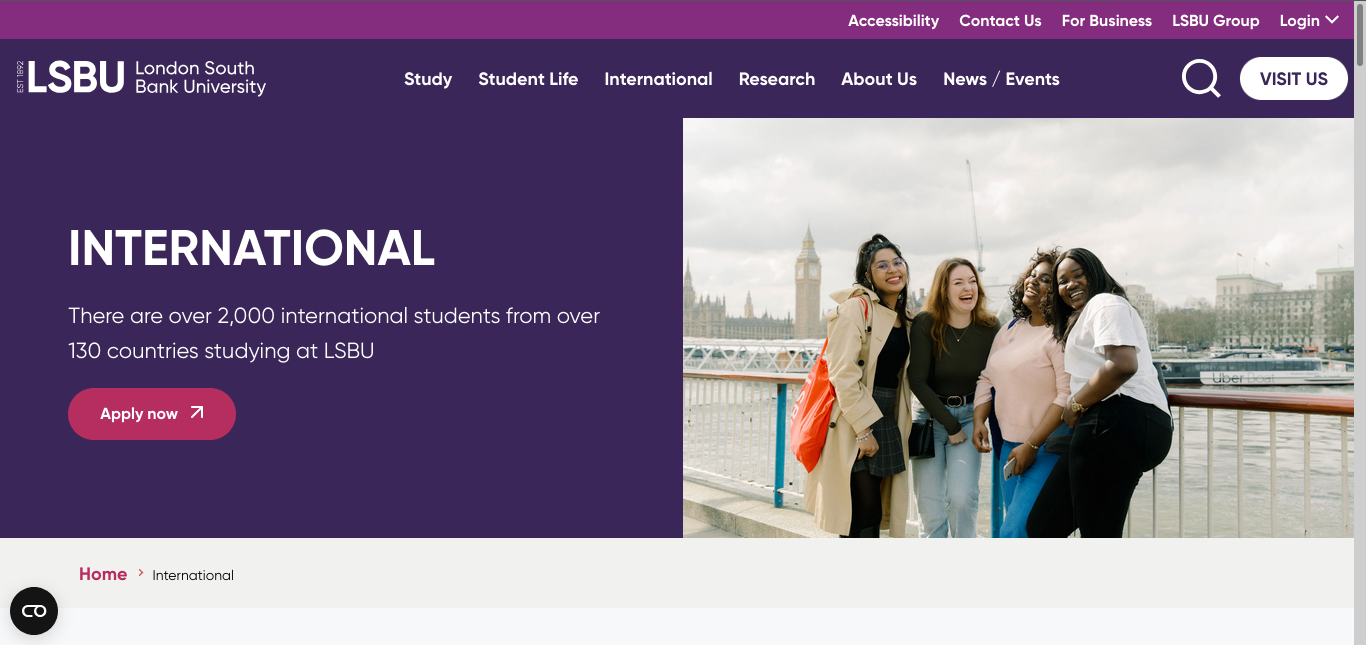 Accessibility Contact Us For Business LSBU Group Login
EST 1892
LSBU London South
Bank University
Study Student Life International Research About Us News / Events
VISIT US
INTERNATIONAL
There are over 2,000 international students from over
130 countries studying at LSBU
Apply now
uber boat
Home International